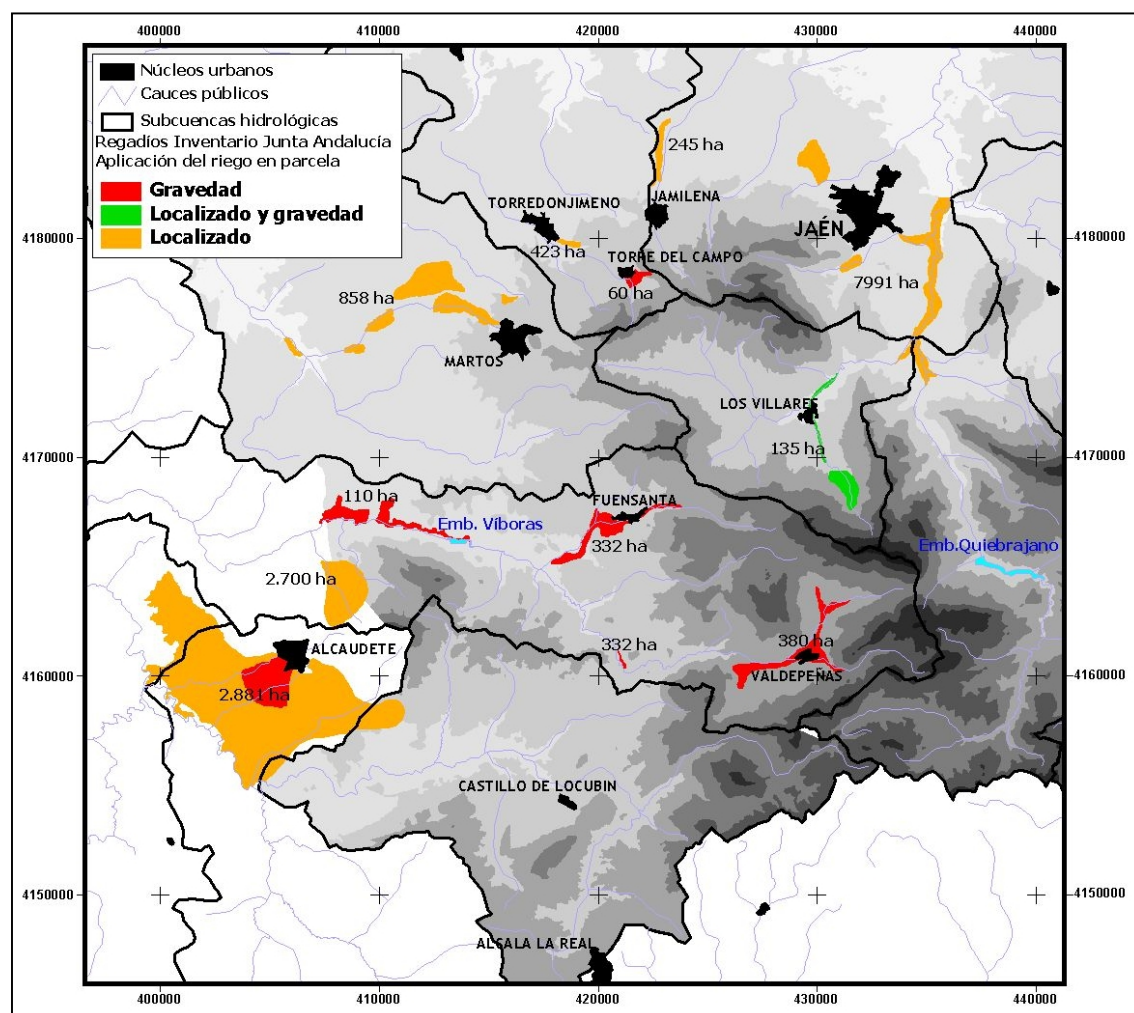 400000 410000 420000 430000 440000
Núcleos urbanos
Cauces públicos
Subcuencas hidrológicas
Regadíos Inventario Junta Andalucía
Aplicación del riego en parcela
Gravedad
Localizado y gravedad
Localizado
245 ha
TORREDONJIMENO
JAMILENA
JAÉN
4180000
4180000
423 ha
TORRE DEL CAMPO
60 ha
7991 ha
858 ha
MARTOS
LOS VILLARES
135 ha
4170000
4170000
110 ha
FUENSANTA
Emb. Víboras
332 ha
Emb.Quiebrajano
2.700 ha
332 ha
380 ha
ALCAUDETE
4160000
4160000
VALDEPEÑAS
2.881 ha
CASTILLO DE LOCUBIN
4150000
4150000
ALSALA LA REAL
400000 410000 420000 430000 440000